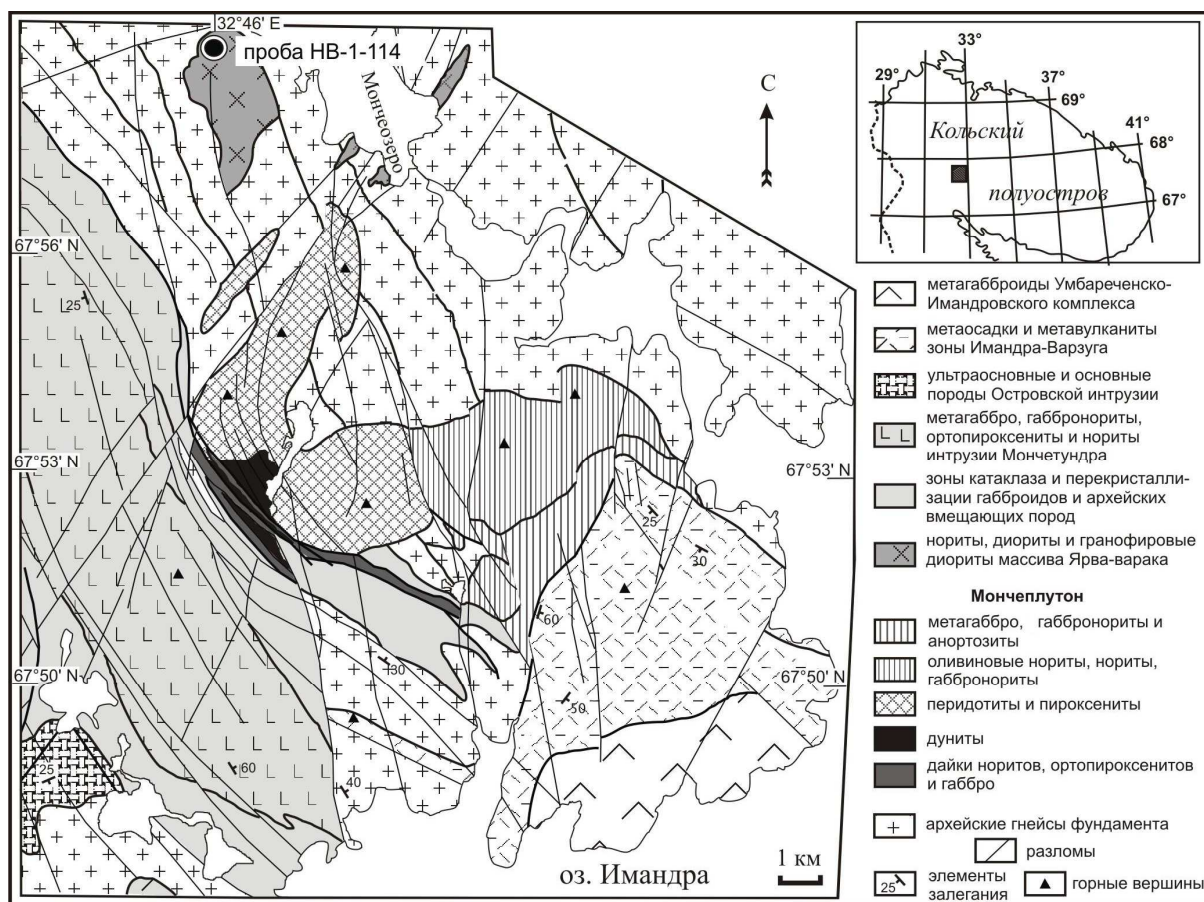 32°46' E
проба НВ-1-114
Мончеозеро
С
67°56' N
25
67°53' N
67°53' N
25
30
60
67°50' N
67°50' N
30
50
25
60
40
оз. Имандра
1 км
29°
33°
37°
69°
41°
68°
67°
Кольский
полуостров
метагаббоиды Умбареченско-
Имандровского комплекса
метаосадки и метавулканиты
зоны Имандра-Варзуга
ультраосновные и основные
породы Островской интрузии
метагаббро, габбронориты,
ортопироксениты и нориты
интрузии Мончетундра
зоны катаклаза и перекристалли-
зации габброидов и архейских
вмещающих пород
нориты, диориты и гранофировые
диориты массива Ярва-варака
Мончеплутон
метагаббро, габбронориты и
анортозиты
оливиновые нориты, нориты,
габбронориты
перидотиты и пироксениты
дуниты
дайки норитов, ортопироксенитов
и габбро
архейские гнейсы фундамента
разломы
25
элементы
залегания
горные вершины